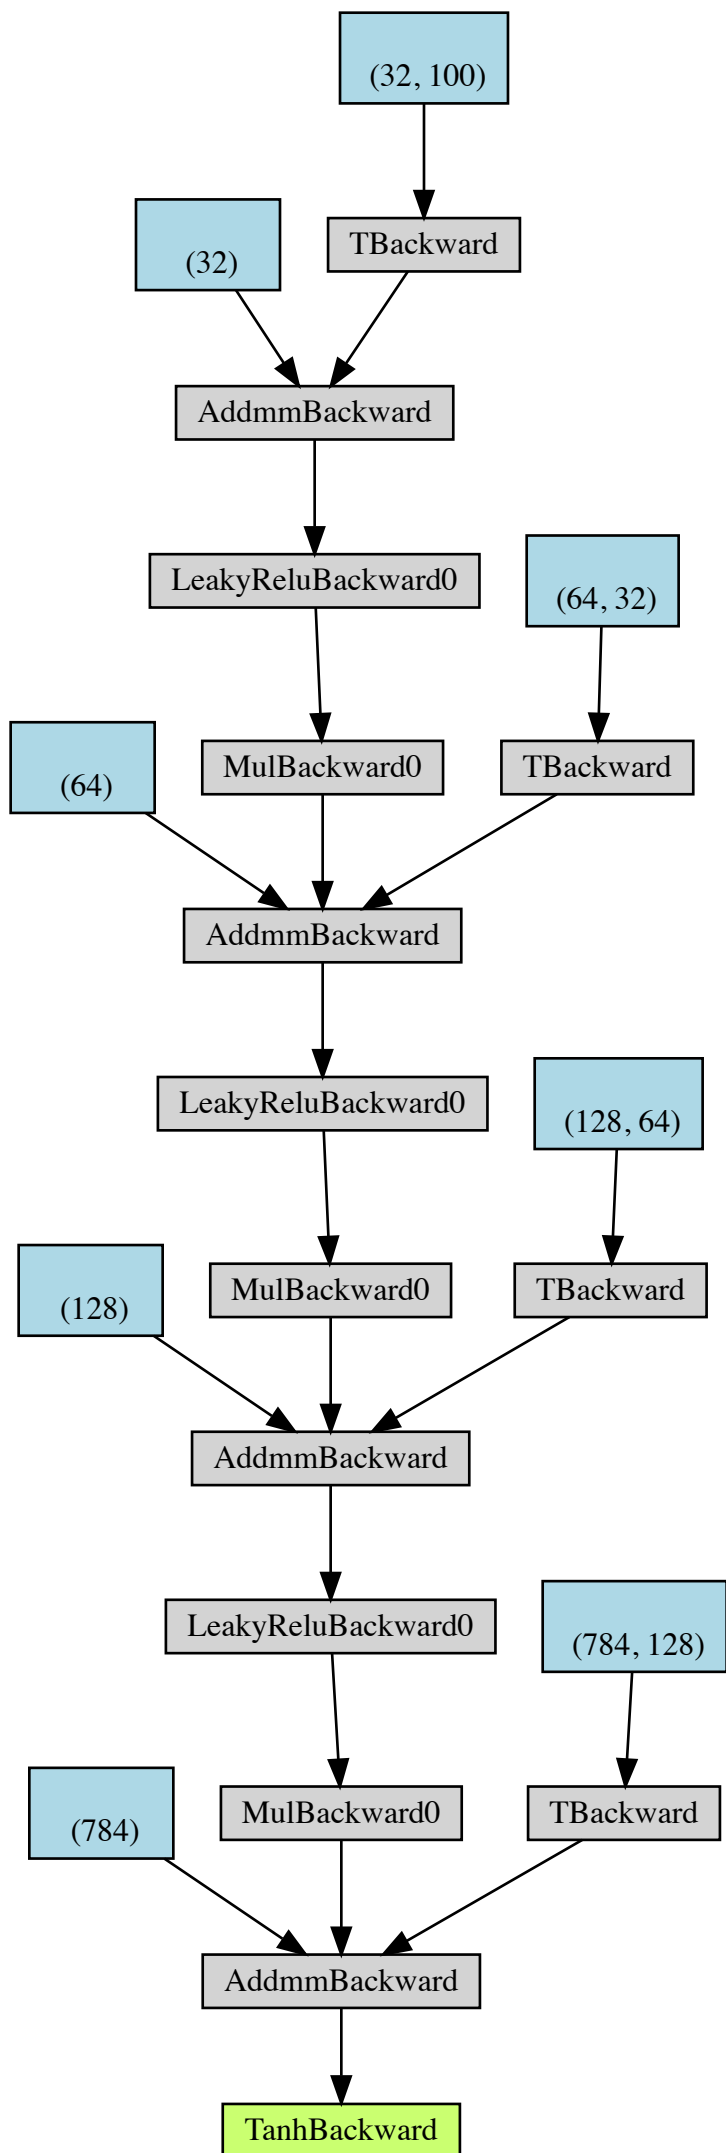 (32, 100)
(32)
TBackward
AddmmBackward
LeakyReluBackward0
(64, 32)
(64)
MulBackward0
TBackward
AddmmBackward
LeakyReluBackward0
(128, 64)
(128)
MulBackward0
TBackward
AddmmBackward
LeakyReluBackward0
(784, 128)
(784)
MulBackward0
TBackward
AddmmBackward
TanhBackward